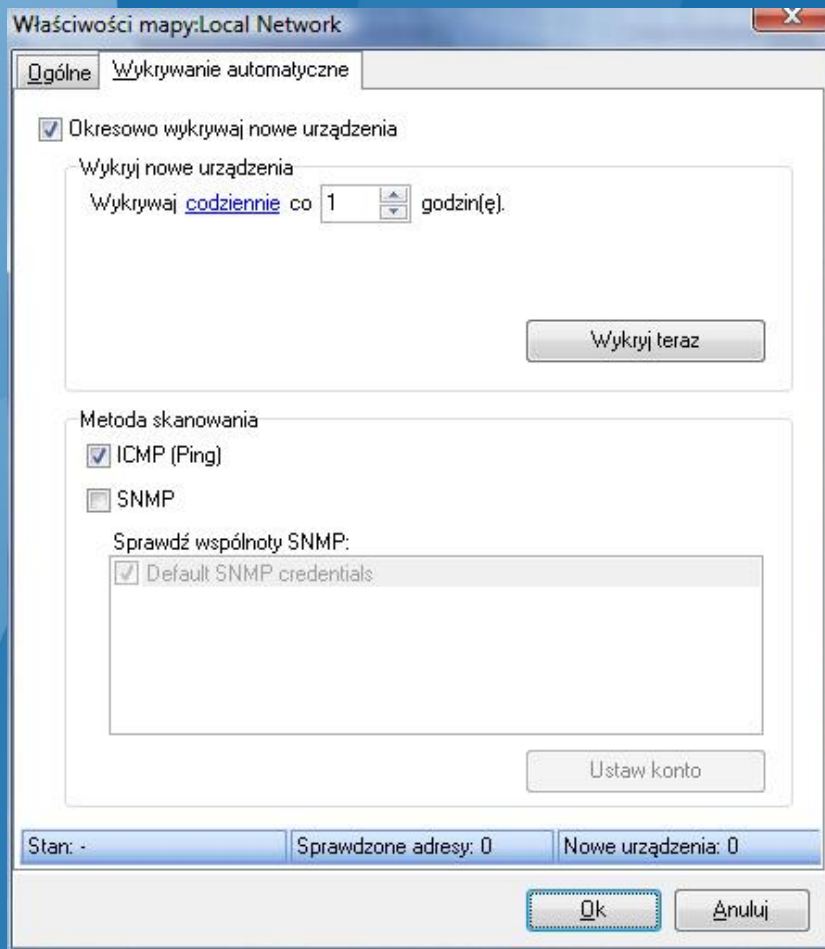 Właściwości mapy:Local Network
Ogólne Wykrywanie automatyczne
Okresowo wykrywaj nowe urządzenia
Wykryj nowe urządzenia
Wykrywaj codziennie co 1 godzin(ę).
Wykryj teraz
Metoda skanowania
ICMP (Ping)
SNMP
Sprawdź wspólnoty SNMP:
Default SNMP credentials
Ustaw konto
Stan: - Sprawdzone adresy: 0 Nowe urządzenia: 0
Ok Anuluj